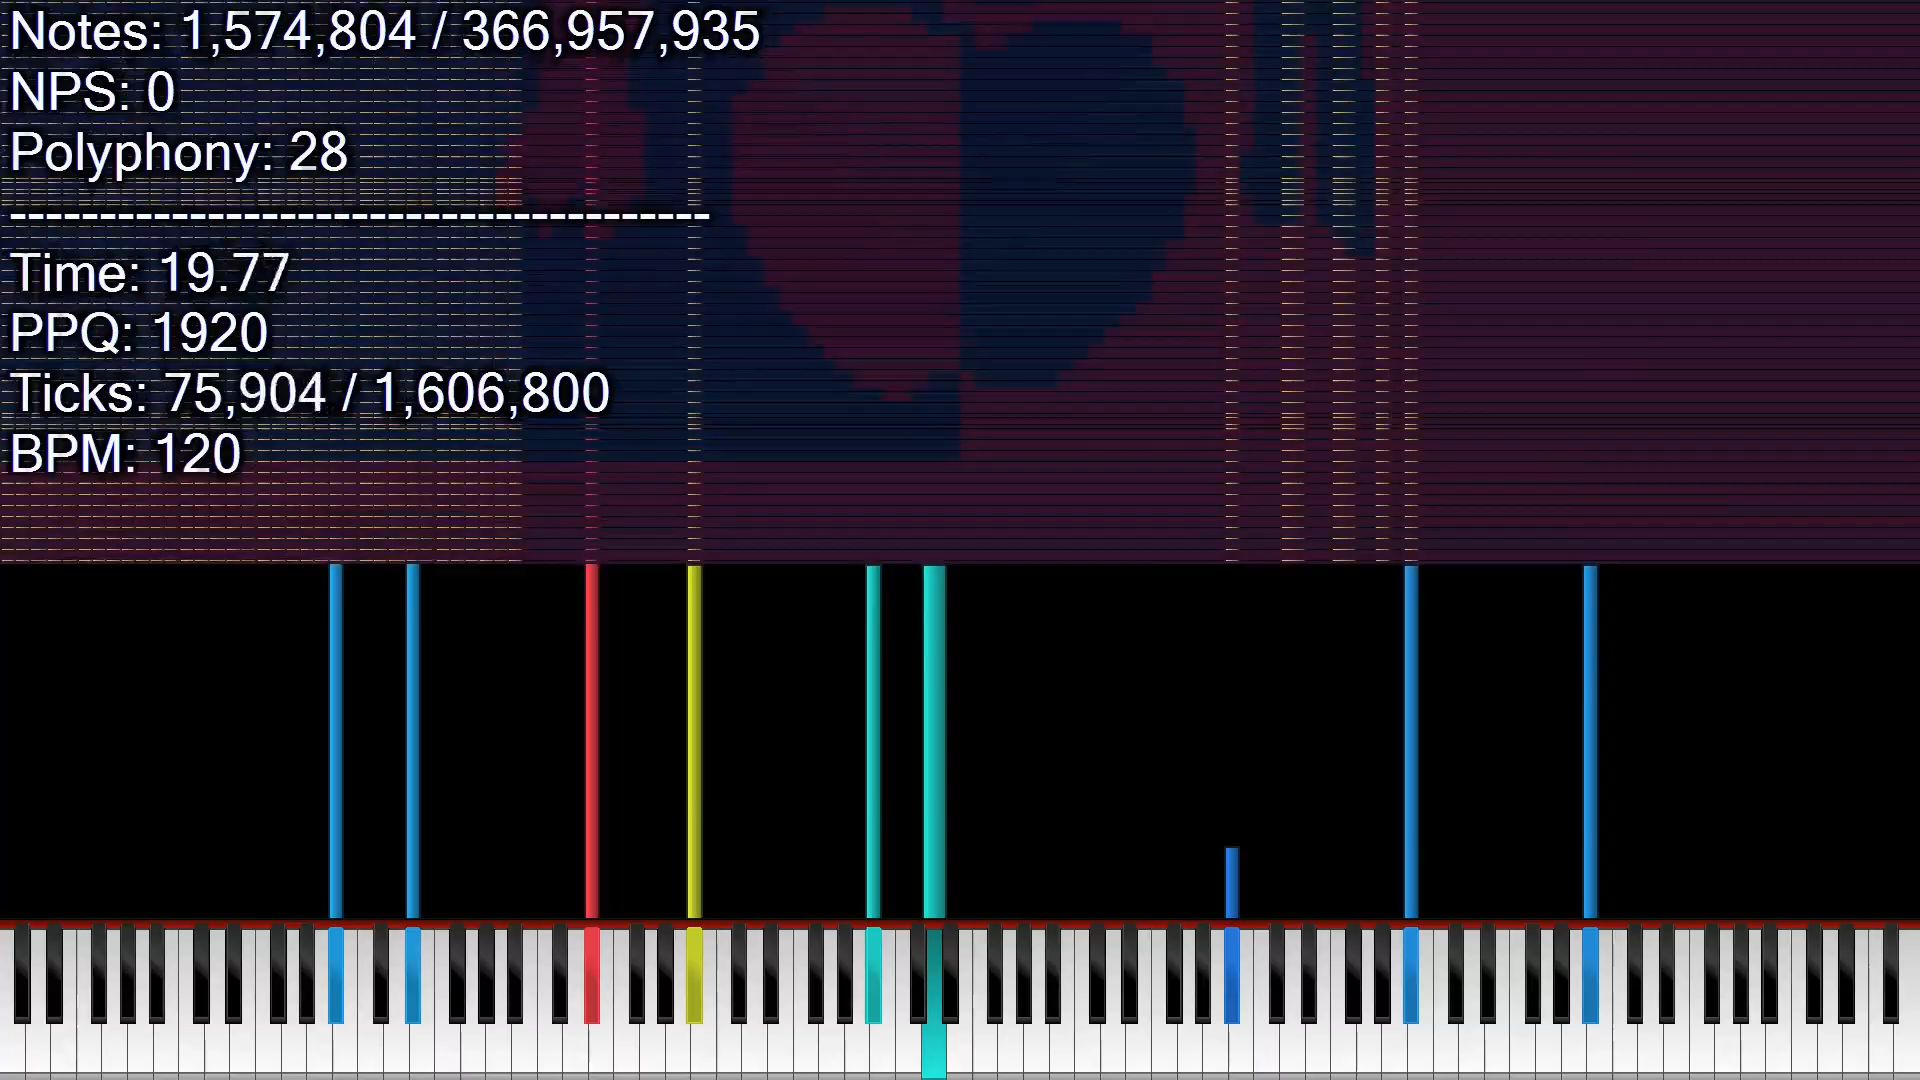 Notes: 1,574,804 / 366,957,935
NPS: 0
Polyphony: 28
---------------------------------------
Time: 19.77
PPQ: 1920
Ticks: 75,904 / 1,606,800
BPM: 120